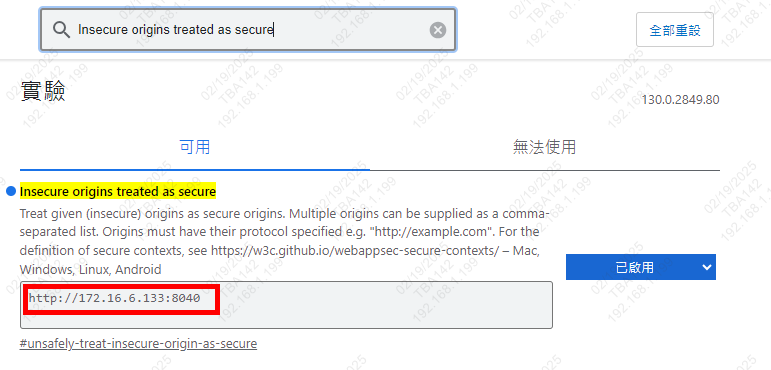 Insecure origins treated as secure
全部重設
實驗
130.0.2849.80
可用
無法使用
Insecure origins treated as secure
Treat given (insecure) origins as secure origins. Multiple origins can be supplied as a comma-
separated list. Origins must have their protocol specified e.g. "http://example.com". For the
definition of secure contexts, see https://w3c.github.io/webappsec-secure-contexts/ – Mac,
Windows, Linux, Android
已啟用
http://172.16.6.133:8040
#unsafely-treat-insecure-origin-as-secure
02/19/2025
TBA142
192.168.1.199